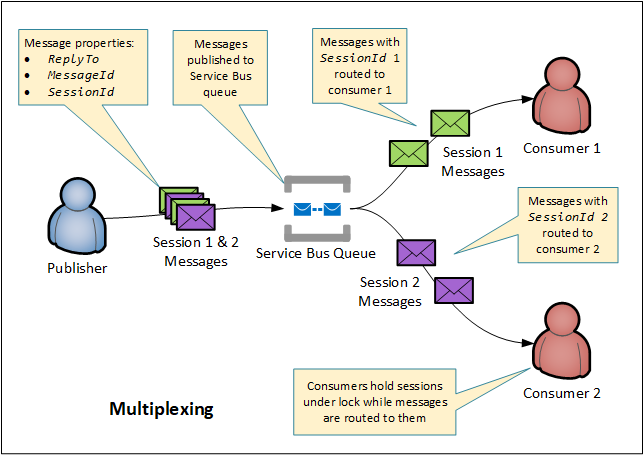 Message properties:
• ReplyTo
• MessageId
• SessionId
Messages
published to
Service Bus
queue
Messages with
SessionId 1
routed to
consumer 1
Consumer 1
Session 1
Messages
Publisher
Session 1 & 2
Messages
Service Bus Queue
Messages with
SessionId 2
routed to
consumer 2
Session 2
Messages
Consumer 2
Consumers hold sessions
under lock while messages
are routed to them
Multiplexing